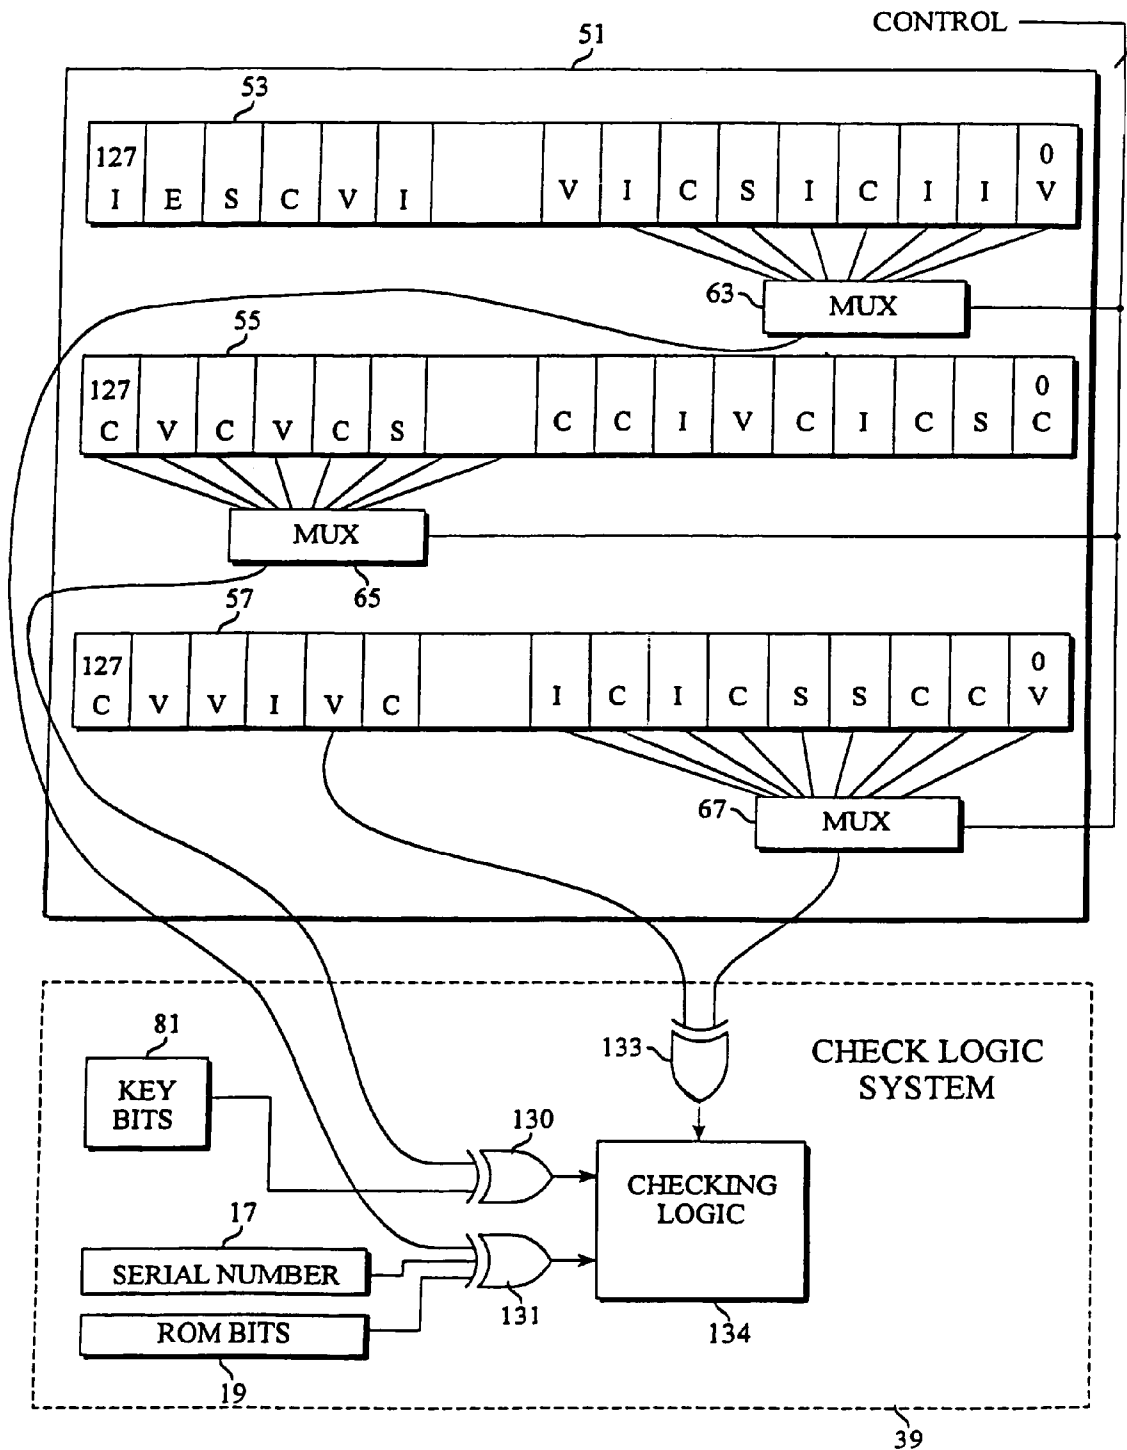 CONTROL
51
53
127 0
I E S C V I V I C S I C I I V
63
MUX
55
127 0
C V C V C S C C I V C I C S C
MUX
65
57
127 0
C V V I V C I C I C S S C C V
67
MUX
81
KEY
BITS
133
CHECK LOGIC
SYSTEM
130
CHECKING
LOGIC
17
SERIAL NUMBER
131
ROM BITS
134
19
39